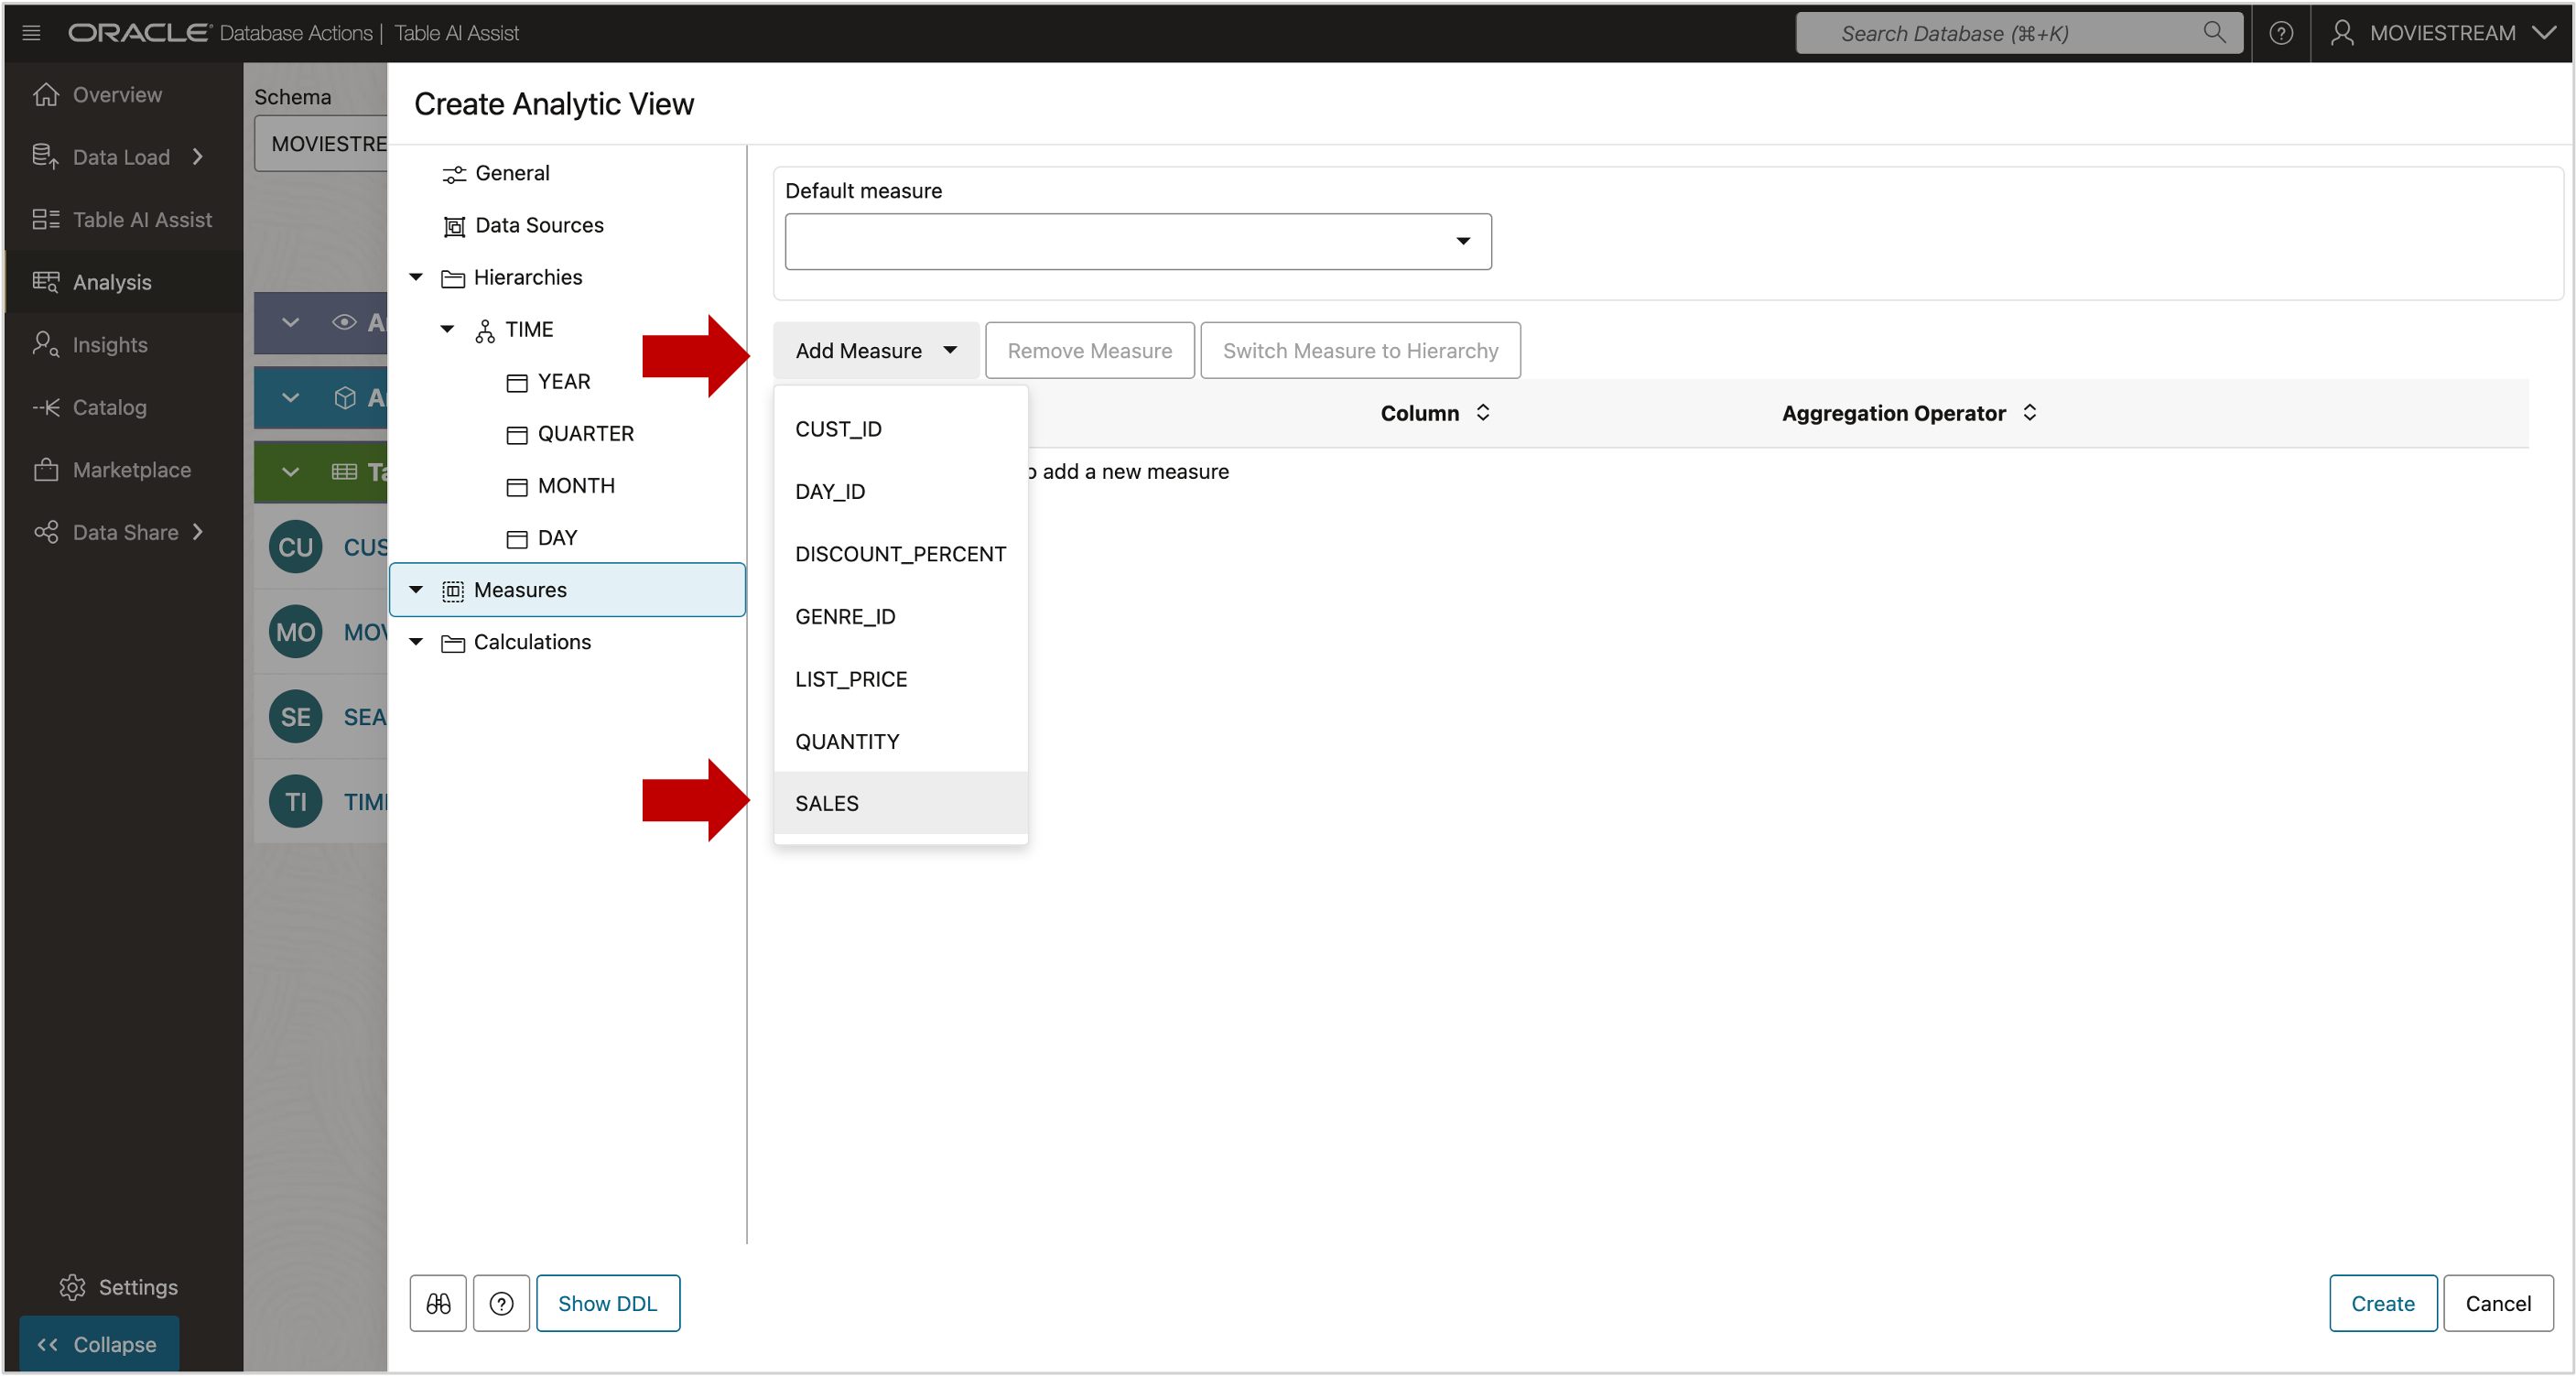 ORACLE Database Actions | Table AI Assist
Search Database (⌘+K)
MOVIESTREAM
Overview
Data Load
Table AI Assist
Analysis
Insights
Catalog
Marketplace
Data Share
Settings
Collapse
Schema
MOVIESTRE
A
A
Ta
CU CUS
MO MOV
SE SEA
TI TIM
Create Analytic View
General
Data Sources
Hierarchies
TIME
YEAR
QUARTER
MONTH
DAY
Measures
Calculations
Default measure
Add Measure
Remove Measure
Switch Measure to Hierarchy
Column
Aggregation Operator
o add a new measure
CUST_ID
DAY_ID
DISCOUNT_PERCENT
GENRE_ID
LIST_PRICE
QUANTITY
SALES
Show DDL
Create
Cancel